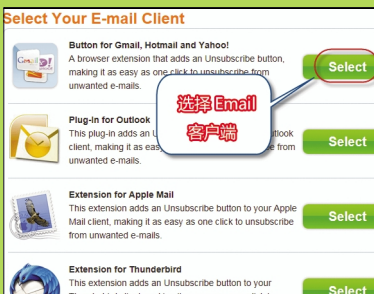 Select Your E-mail Client
Button for Gmail, Hotmail and Yahoo!
A browser extension that adds an Unsubscribe button,
making it as easy as one click to unsubscribe from
unwanted e-mails.
Select
选择 Email
客户端
Plug-in for Outlook
This plug-in adds an U utlook
client, making it as eas e from
unwanted e-mails.
Select
Extension for Apple Mail
This extension adds an Unsubscribe button to your Apple
Mail client, making it as easy as one click to unsubscribe
from unwanted e-mails.
Select
Extension for Thunderbird
This extension adds an Unsubscribe button to your
Select